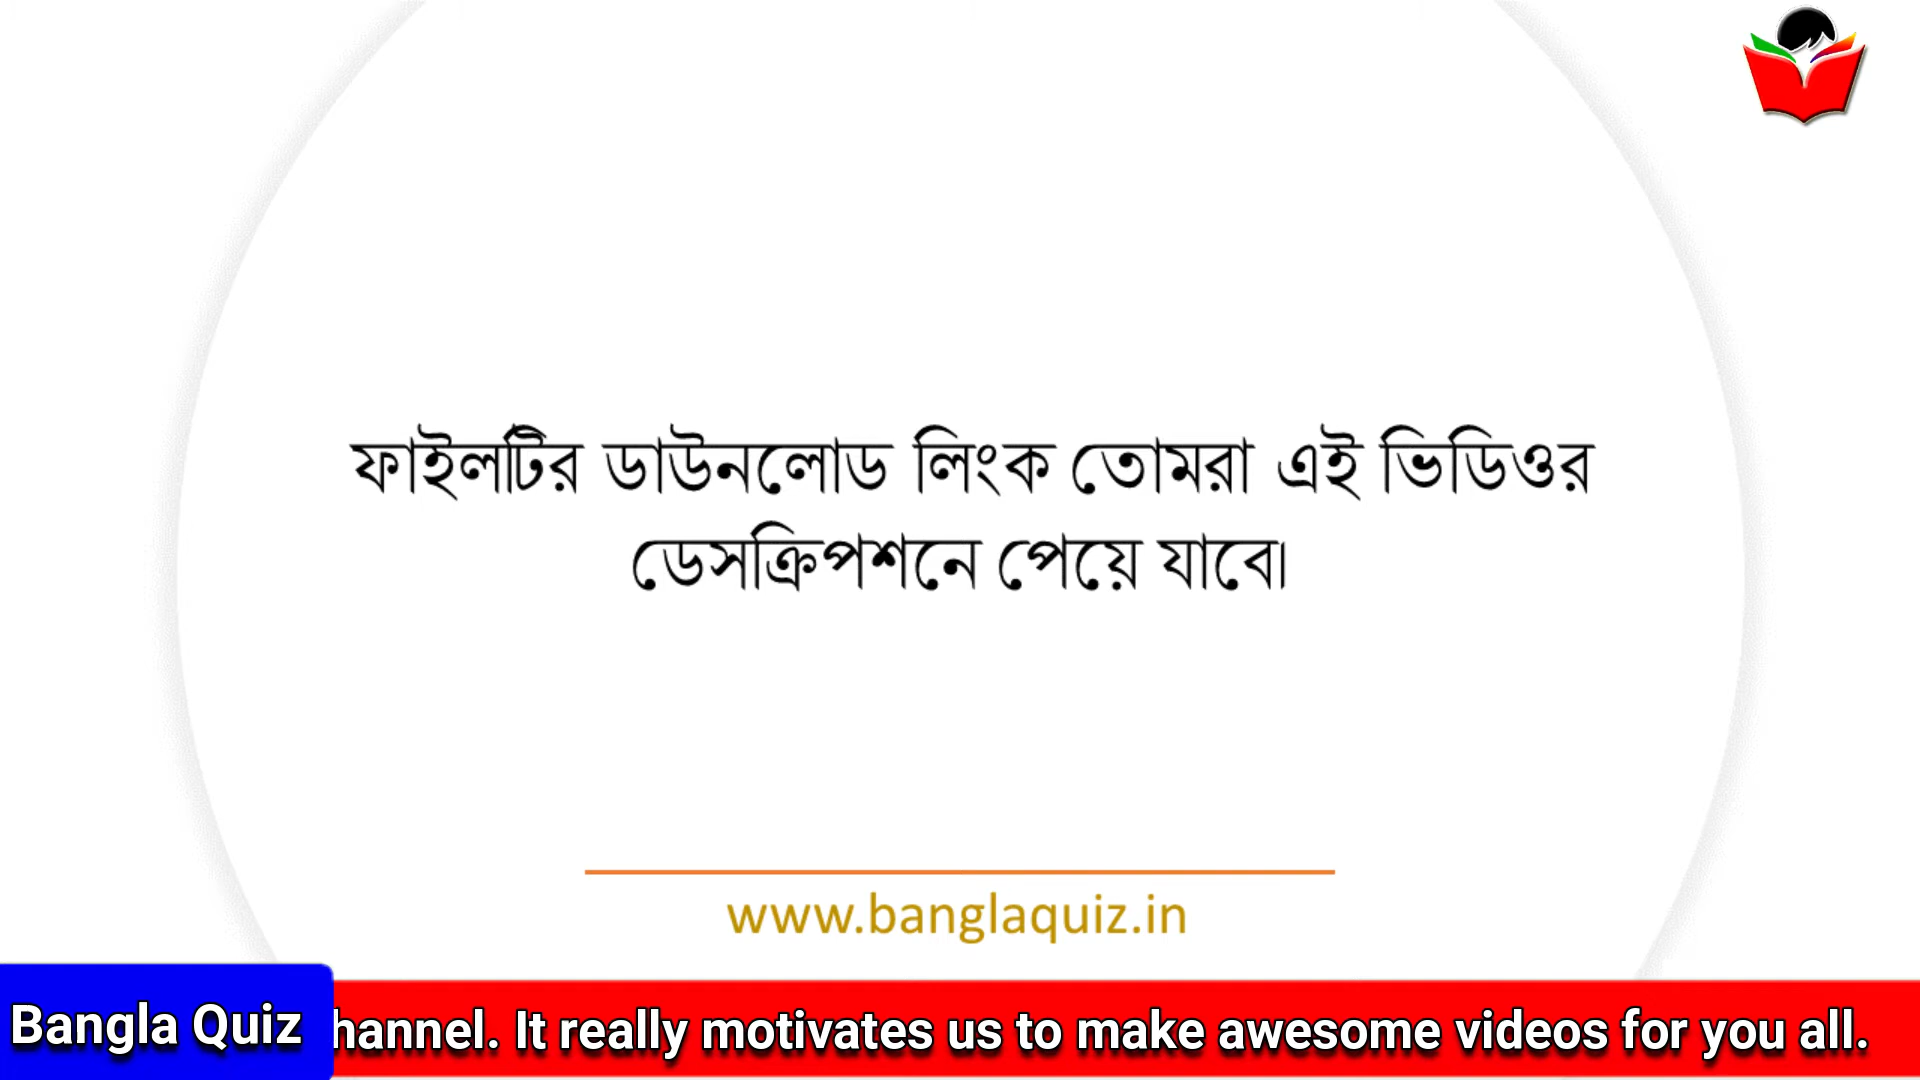 ফাইলটির ডাউনলোড লিংক তোমরা এই ভিডিওর
ডেসক্রিপশনে পেয়ে যাবে।
www.banglaquiz.in
Bangla Quiz
hannel. It really motivates us to make awesome videos for you all.